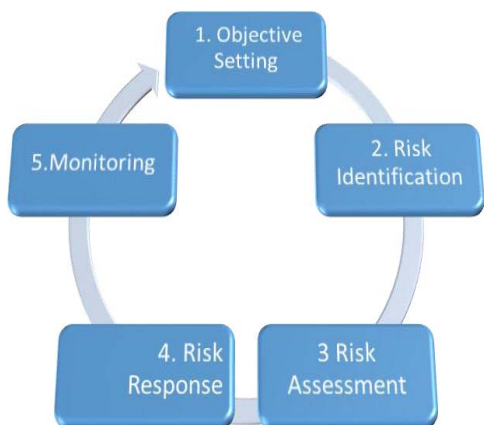 1. Objective
Setting
2. Risk
Identification
3 Risk
Assessment
4. Risk
Response
5.Monitoring